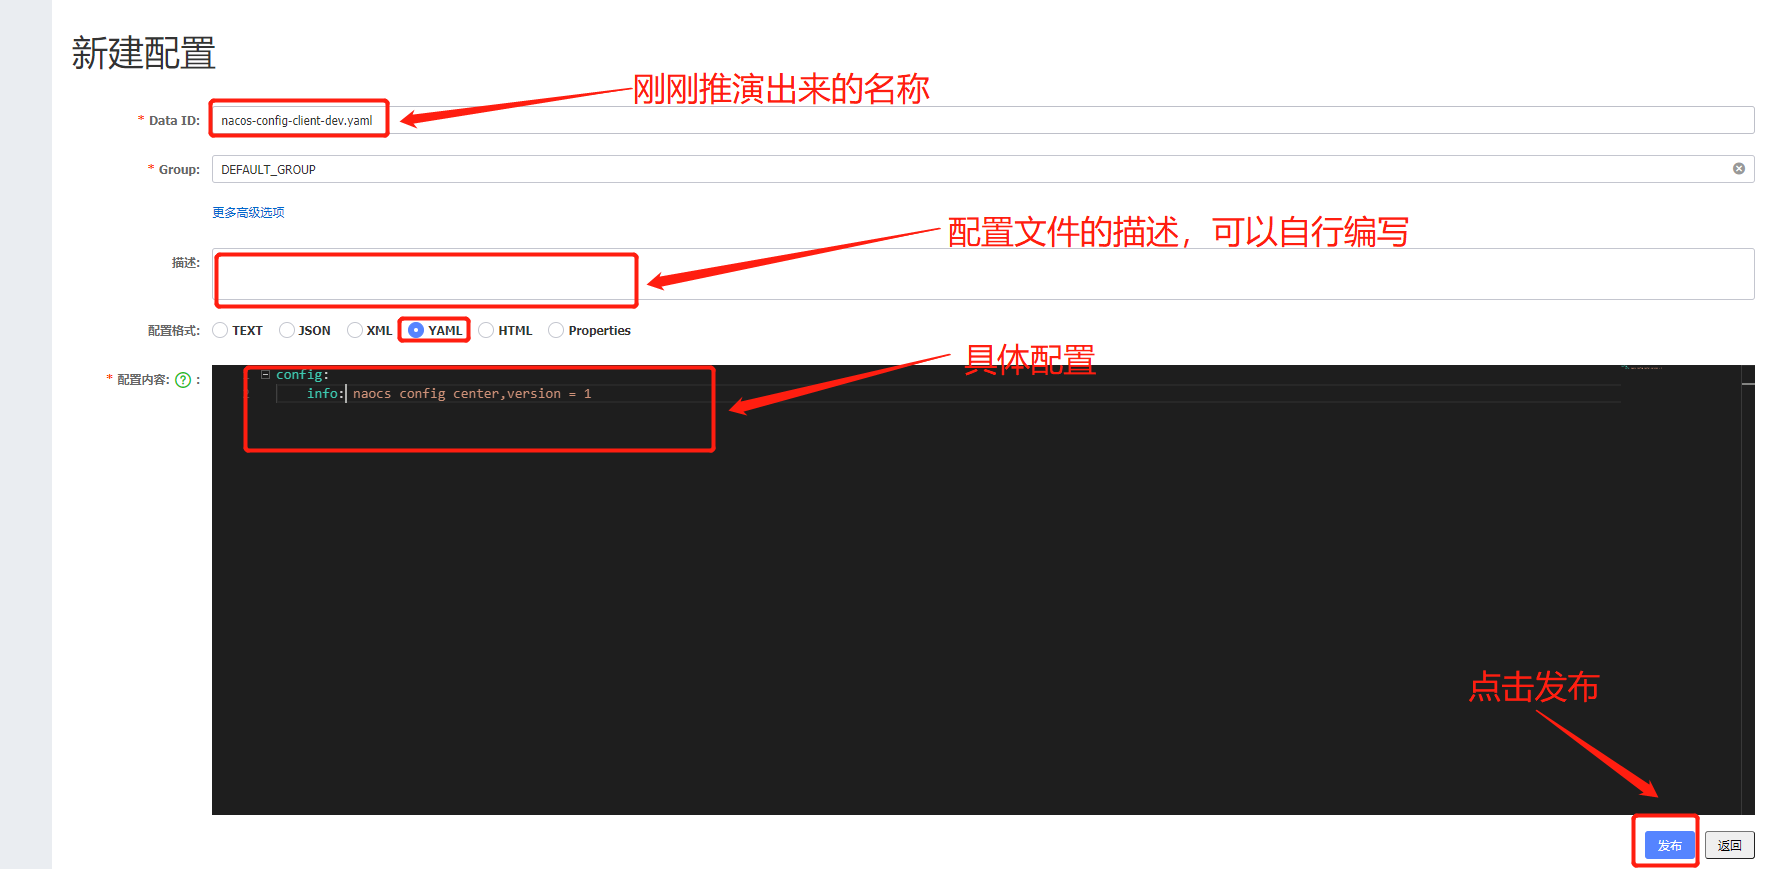 新建配置
刚刚推演出来的名称
* Data ID: nacos-config-client-dev.yaml
* Group: DEFAULT_GROUP
更多高级选项
配置文件的描述，可以自行编写
描述:
配置格式: TEXT JSON XML YAML HTML Properties
具体配置
* 配置内容: ? :
config:
info: naocs config center,version = 1
点击发布
发布 返回